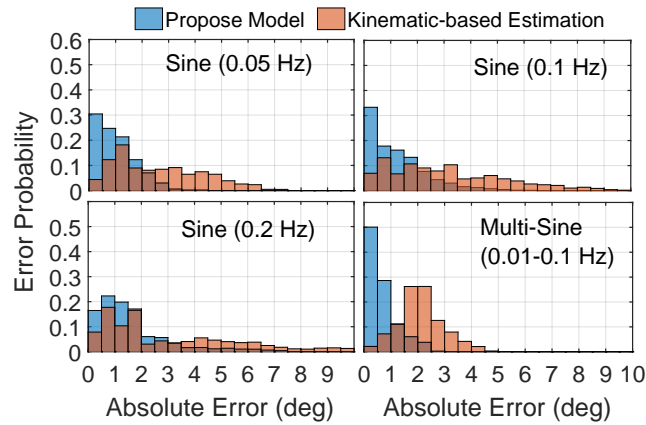 Propose Model Kinematic-based Estimation
Error Probability
0.6
0.5
0.4
0.3
0.2
0.1
0
Sine (0.05 Hz)
Sine (0.1 Hz)
0.6
0.5
0.4
0.3
0.2
0.1
0
Sine (0.2 Hz)
Multi-Sine
(0.01-0.1 Hz)
0 1 2 3 4 5 6 7 8 9
0 1 2 3 4 5 6 7 8 9 10
Absolute Error (deg)
Absolute Error (deg)